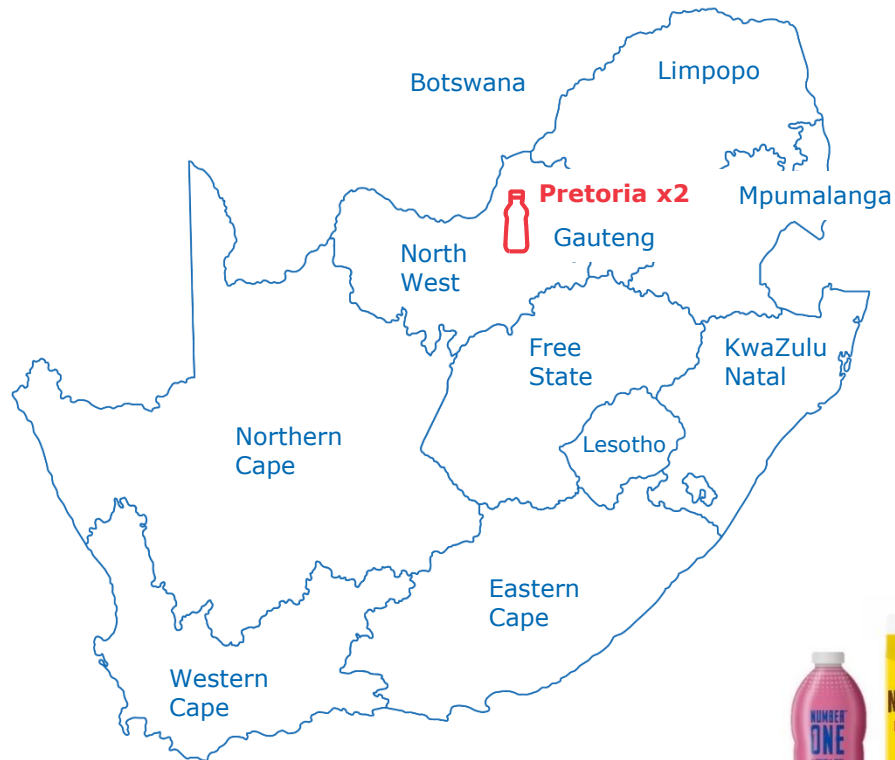 Botswana
Limpopo
Pretoria x2
Mpumalanga
Gauteng
North
West
Free
State
KwaZulu
Natal
Northern
Cape
Lesotho
Eastern
Cape
Western
Cape
NUMBER
ONE